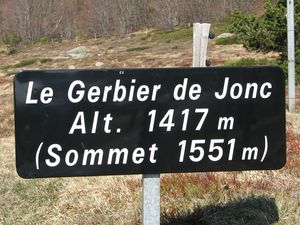 Le Gerbier de Jonc
Alt. 1417 m
(Sommet 1551 m)